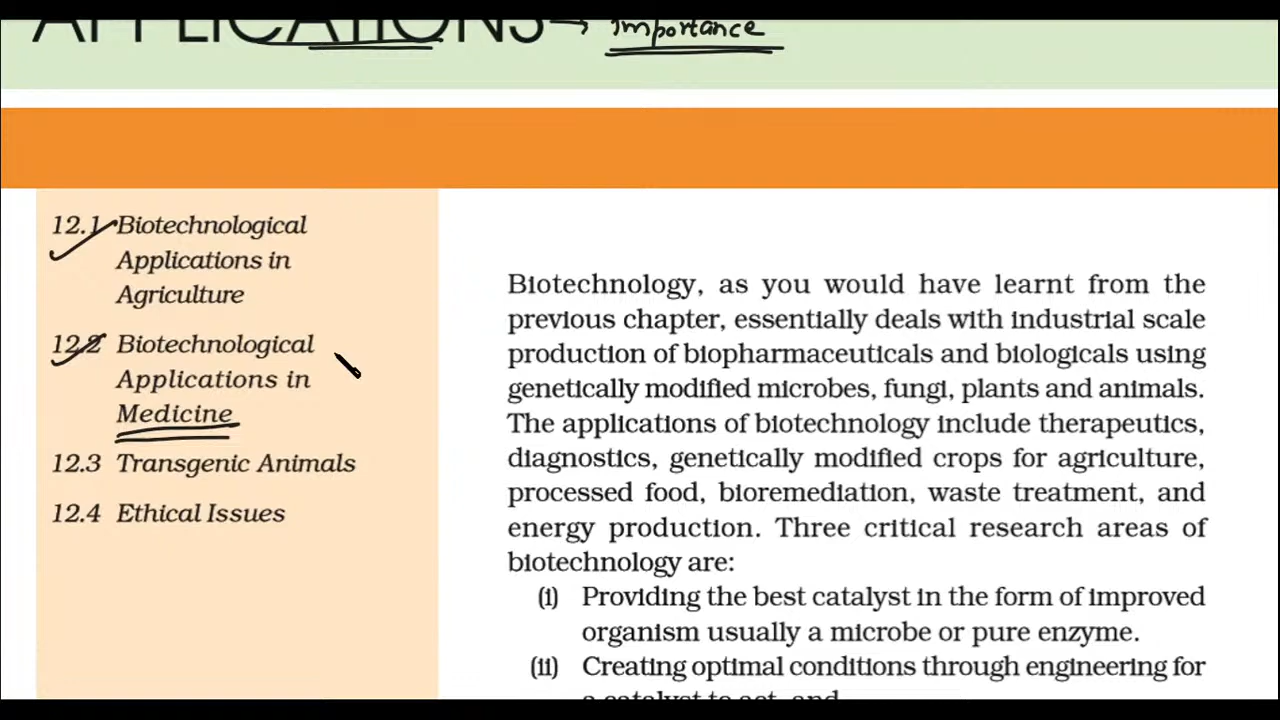 APPLICATIONS → Importance
12.1 Biotechnological
Applications in
Agriculture
12.2 Biotechnological
Applications in
Medicine
12.3 Transgenic Animals
12.4 Ethical Issues
Biotechnology, as you would have learnt from the
previous chapter, essentially deals with industrial scale
production of biopharmaceuticals and biologicals using
genetically modified microbes, fungi, plants and animals.
The applications of biotechnology include therapeutics,
diagnostics, genetically modified crops for agriculture,
processed food, bioremediation, waste treatment, and
energy production. Three critical research areas of
biotechnology are:
(i) Providing the best catalyst in the form of improved
organism usually a microbe or pure enzyme.
(ii) Creating optimal conditions through engineering for
a catalyst to act, and